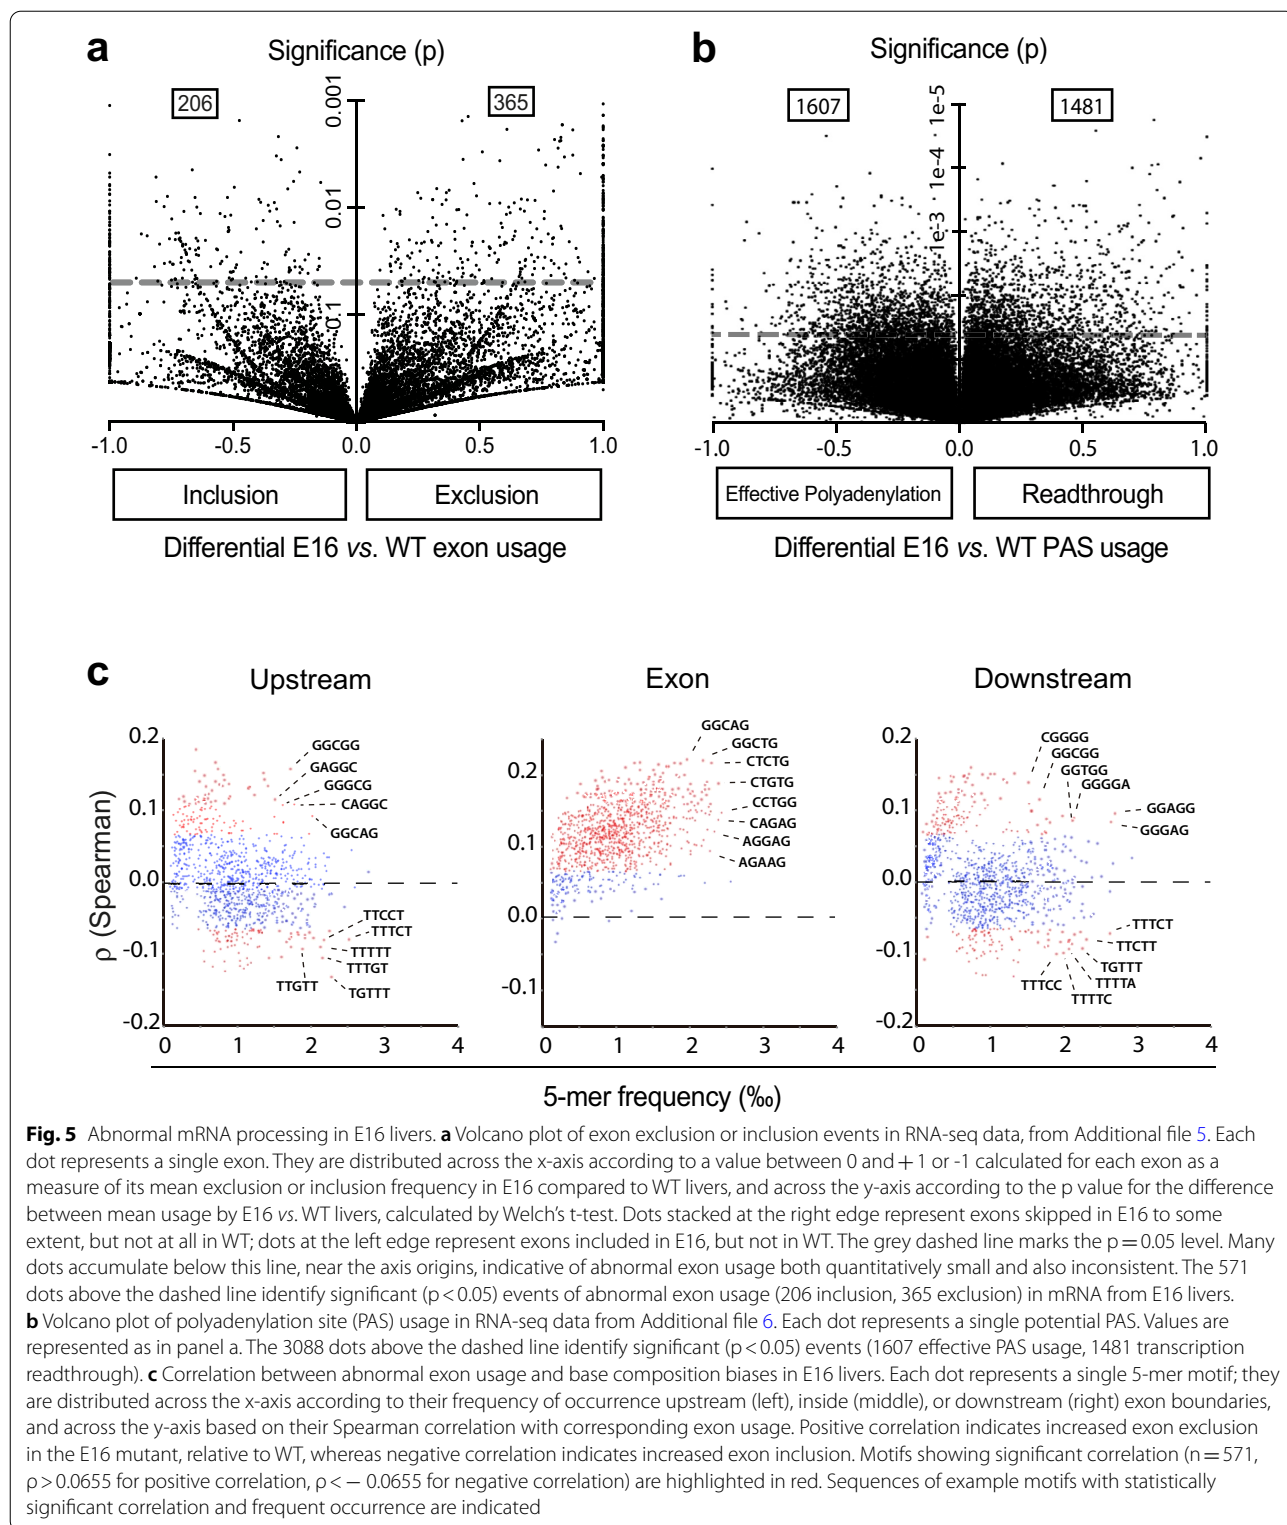 a
Significance (p)
206
365
0.001
0.01
0.1
-1.0
-0.5
0.0
0.5
1.0
Inclusion
Exclusion
Differential E16 vs. WT exon usage
b
Significance (p)
1607
1481
1e-5
1e-4
1e-3
-1.0
-0.5
0.0
0.5
1.0
Effective Polyadenylation
Readthrough
Differential E16 vs. WT PAS usage
c
Upstream
Exon
Downstream
ρ (Spearman)
0.2
0.1
0.0
-0.1
-0.2
GGCGG
GAGGC
GGGCG
CAGGC
GGCAG
TTCCT
TTTCT
TTTTT
TTTGT
TTGTT
TGTTT
0 1 2 3 4
0.2
0.1
0.0
-0.1
GGCAG
GGCTG
CTCTG
CTGTG
CCTGG
CAGAG
AGGAG
AGAAG
0 1 2 3 4
0.2
0.1
0.0
-0.1
-0.2
CGGGG
GGCGG
GGTGG
GGGGA
GGAGG
GGGAG
TTTCT
TTCTT
TGTTT
TTTTA
TTTCC
TTTTC
0 1 2 3 4
5-mer frequency (‰)
Fig. 5 Abnormal mRNA processing in E16 livers. a Volcano plot of exon exclusion or inclusion events in RNA-seq data, from Additional file 5. Each
dot represents a single exon. They are distributed across the x-axis according to a value between 0 and + 1 or -1 calculated for each exon as a
measure of its mean exclusion or inclusion frequency in E16 compared to WT livers, and across the y-axis according to the p value for the difference
between mean usage by E16 vs. WT livers, calculated by Welch's t-test. Dots stacked at the right edge represent exons skipped in E16 to some
extent, but not at all in WT; dots at the left edge represent exons included in E16, but not in WT. The grey dashed line marks the p = 0.05 level. Many
dots accumulate below this line, near the axis origins, indicative of abnormal exon usage both quantitatively small and also inconsistent. The 571
dots above the dashed line identify significant (p < 0.05) events of abnormal exon usage (206 inclusion, 365 exclusion) in mRNA from E16 livers.
b Volcano plot of polyadenylation site (PAS) usage in RNA-seq data from Additional file 6. Each dot represents a single potential PAS. Values are
represented as in panel a. The 3088 dots above the dashed line identify significant (p < 0.05) events (1607 effective PAS usage, 1481 transcription
readthrough). c Correlation between abnormal exon usage and base composition biases in E16 livers. Each dot represents a single 5-mer motif; they
are distributed across the x-axis according to their frequency of occurrence upstream (left), inside (middle), or downstream (right) exon boundaries,
and across the y-axis based on their Spearman correlation with corresponding exon usage. Positive correlation indicates increased exon exclusion
in the E16 mutant, relative to WT, whereas negative correlation indicates increased exon inclusion. Motifs showing significant correlation (n = 571,
ρ > 0.0655 for positive correlation, ρ < − 0.0655 for negative correlation) are highlighted in red. Sequences of example motifs with statistically
significant correlation and frequent occurrence are indicated